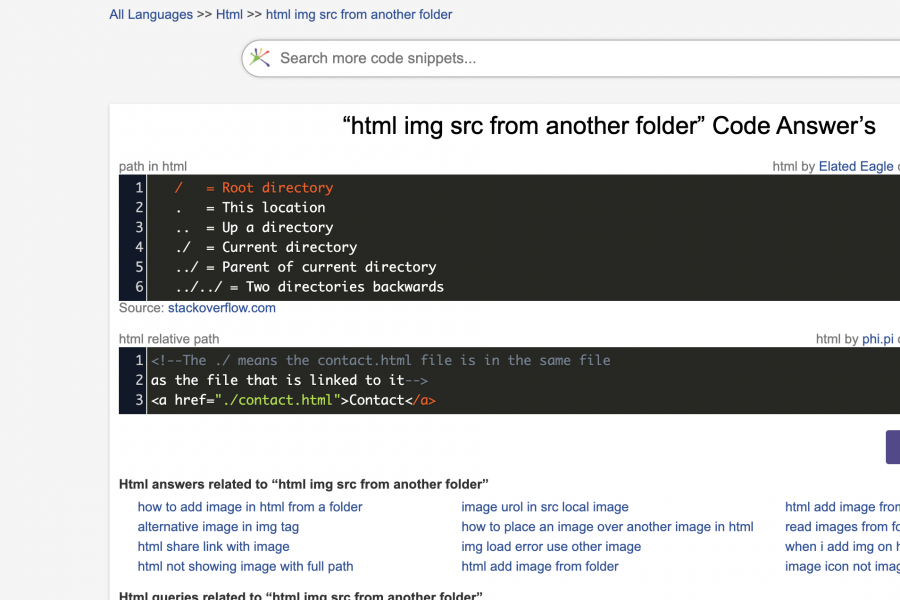 All Languages >> Html >> html img src from another folder
Search more code snippets...
“html img src from another folder” Code Answer’s
path in html
html by Elated Eagle
1 / = Root directory
2 . = This location
3 .. = Up a directory
4 ./ = Current directory
5 ../ = Parent of current directory
6 ../../ = Two directories backwards
Source: stackoverflow.com
html relative path
html by phi.pi
1 <!--The ./ means the contact.html file is in the same file
2 as the file that is linked to it-->
3 <a href="./contact.html">Contact</a>
Html answers related to “html img src from another folder”
how to add image in html from a folder
image urol in src local image
html add image
alternative image in img tag
how to place an image over another image in html
read images from
html share link with image
img load error use other image
when i add img on
html not showing image with full path
html add image from folder
image icon not
Html queries related to “html img src from another folder”